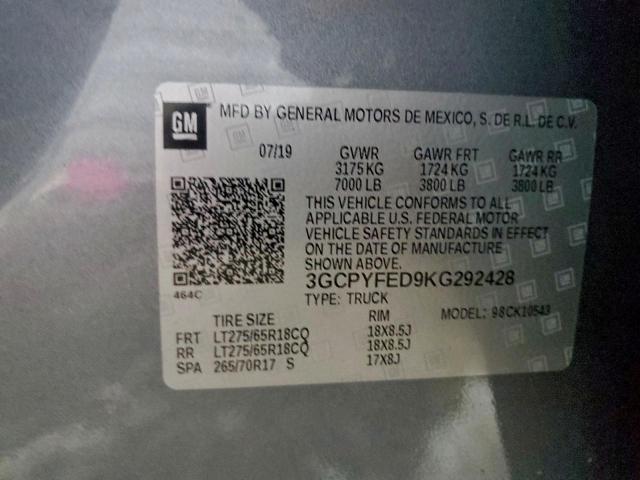 GM
MFD BY GENERAL MOTORS DE MEXICO, S. DE R.L. DE C.V.
07/19 GVWR GAWR FRT GAWR RR
3175 KG 1724 KG 1724 KG
7000 LB 3800 LB 3800 LB
THIS VEHICLE CONFORMS TO ALL
APPLICABLE U.S. FEDERAL MOTOR
VEHICLE SAFETY STANDARDS IN EFFECT
ON THE DATE OF MANUFACTURE
SHOWN ABOVE.
3GCPYFED9KG292428
464C
TYPE: TRUCK
MODEL: 98CK10543
TIRE SIZE RIM
FRT LT275/65R18CQ 18X8.5J
RR LT275/65R18CQ 18X8.5J
SPA 265/70R17 S 17X8J